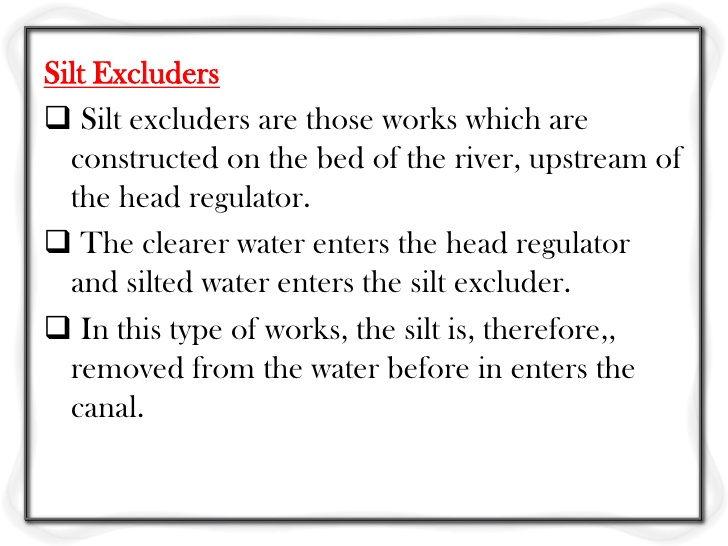 Silt Excluders
❑ Silt excluders are those works which are
constructed on the bed of the river, upstream of
the head regulator.
❑ The clearer water enters the head regulator
and silted water enters the silt excluder.
❑ In this type of works, the silt is, therefore,,
removed from the water before in enters the
canal.